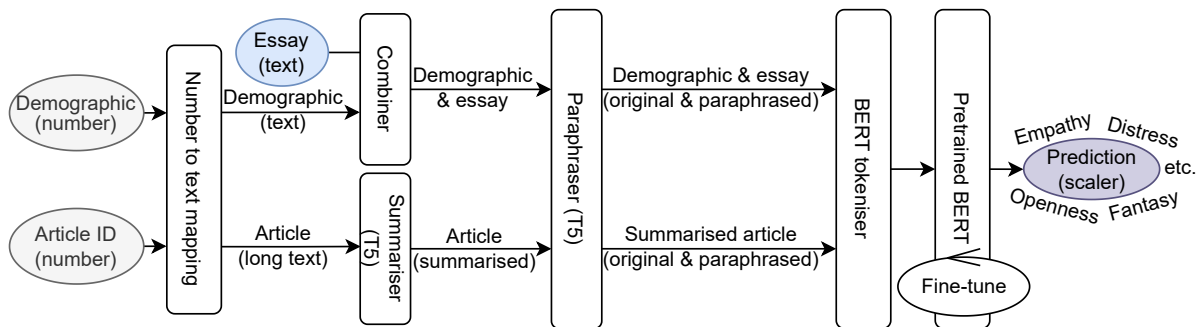 Demographic
(number)
Article ID
(number)
Number to text mapping
Essay
(text)
Demographic
(text)
Article
(long text)
Combiner
Summariser
(T5)
Demographic
& essay
Article
(summarised)
Paraphraser (T5)
Demographic & essay
(original & paraphrased)
Summarised article
(original & paraphrased)
BERT tokeniser
Pretrained BERT
Fine-tune
Empathy
Distress
Prediction
(scaler)
etc.
Openness
Fantasy